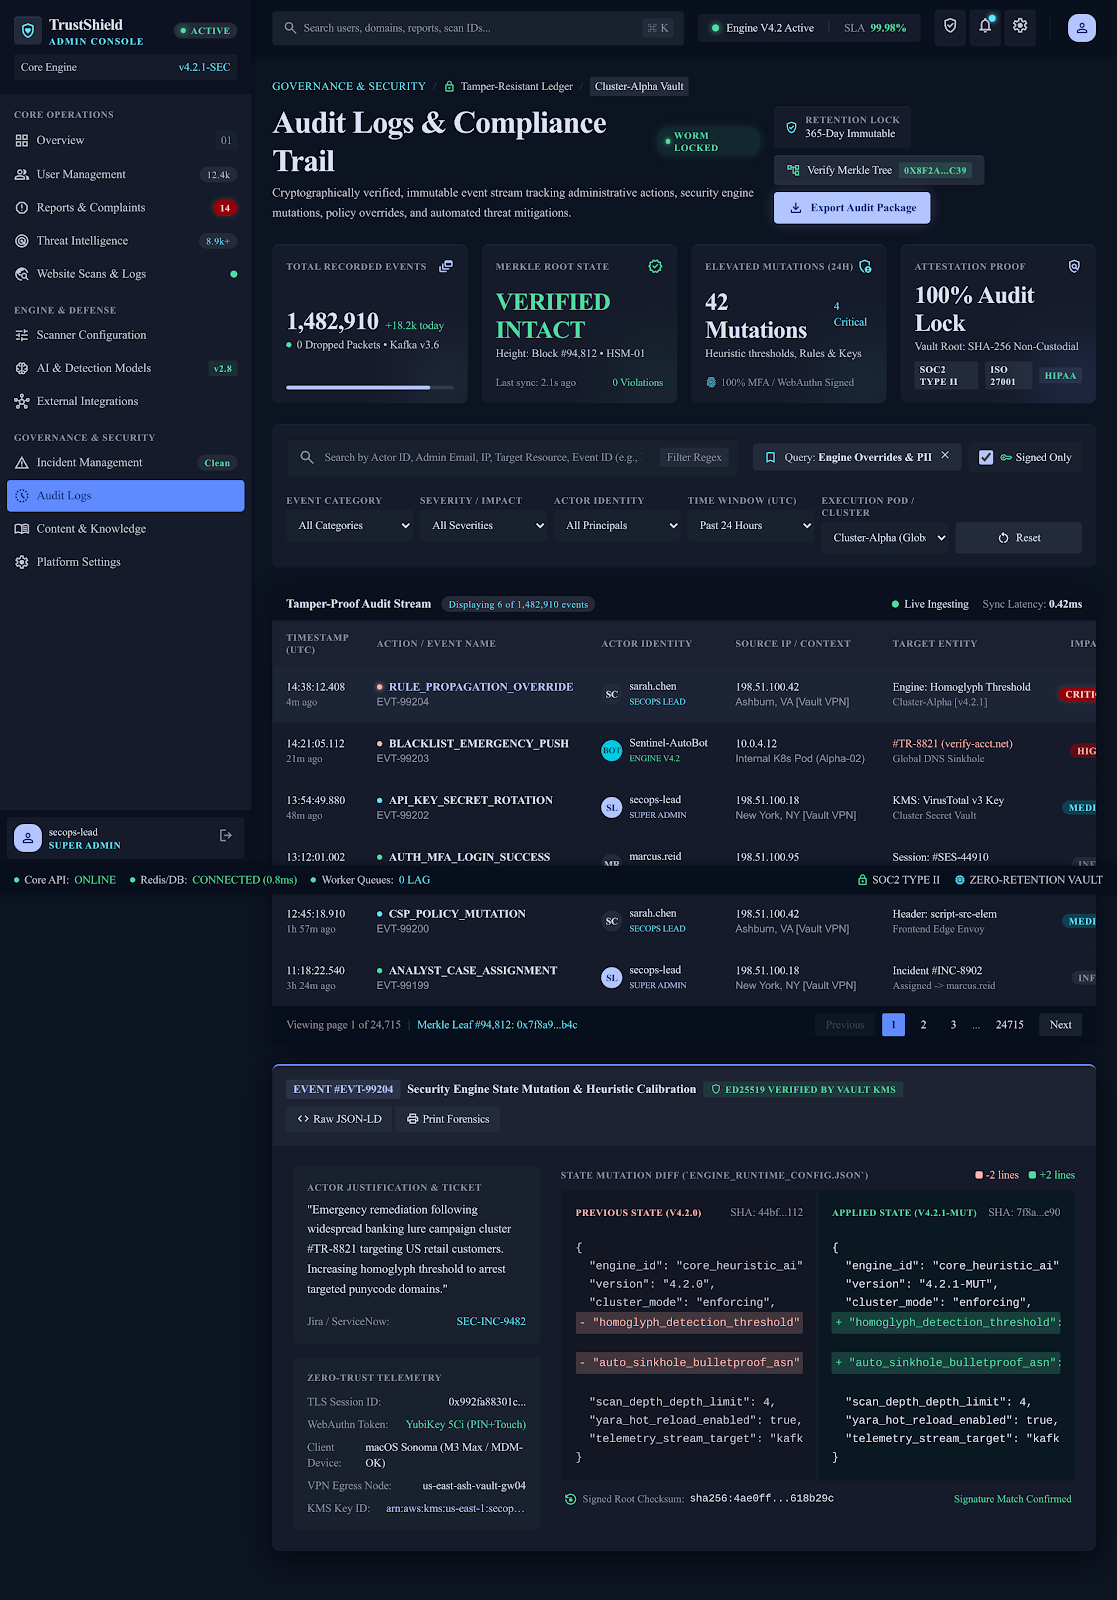 TrustShield
ADMIN CONSOLE
ACTIVE
Core Engine
v4.2.1-SEC
CORE OPERATIONS
Overview
01
User Management
12.4k
Reports & Complaints
14
Threat Intelligence
8.9k+
Website Scans & Logs
ENGINE & DEFENSE
Scanner Configuration
AI & Detection Models
v2.8
External Integrations
GOVERNANCE & SECURITY
Incident Management
Clean
Audit Logs
Content & Knowledge
Platform Settings
secops-lead
SUPER ADMIN
Search users, domains, reports, scan IDs...
⌘ K
Engine V4.2 Active
SLA 99.98%
GOVERNANCE & SECURITY / Tamper-Resistant Ledger / Cluster-Alpha Vault
Audit Logs & Compliance
Trail
WORM
LOCKED
Cryptographically verified, immutable event stream tracking administrative actions, security engine
mutations, policy overrides, and automated threat mitigations.
RETENTION LOCK
365-Day Immutable
Verify Merkle Tree 0X8F2A...C39
Export Audit Package
TOTAL RECORDED EVENTS
1,482,910 +18.2k today
0 Dropped Packets • Kafka v3.6
MERKLE ROOT STATE
VERIFIED
INTACT
Height: Block #94,812 • HSM-01
Last sync: 2.1s ago
0 Violations
ELEVATED MUTATIONS (24H)
42
Mutations
4
Critical
Heuristic thresholds, Rules & Keys
100% MFA / WebAuthn Signed
ATTESTATION PROOF
100% Audit
Lock
Vault Root: SHA-256 Non-Custodial
SOC2
TYPE II
ISO
27001
HIPAA
Search by Actor ID, Admin Email, IP, Target Resource, Event ID (e.g.,
Filter Regex
Query: Engine Overrides & PII ×
Signed Only
EVENT CATEGORY
All Categories
SEVERITY / IMPACT
All Severities
ACTOR IDENTITY
All Principals
TIME WINDOW (UTC)
Past 24 Hours
EXECUTION POD /
CLUSTER
Cluster-Alpha (Glob
Reset
Tamper-Proof Audit Stream
Displaying 6 of 1,482,910 events
Live Ingesting
Sync Latency: 0.42ms
TIMESTAMP
(UTC)
ACTION / EVENT NAME
ACTOR IDENTITY
SOURCE IP / CONTEXT
TARGET ENTITY
IMPA
14:38:12.408
4m ago
RULE_PROPAGATION_OVERRIDE
EVT-99204
SC
sarah.chen
SECOPS LEAD
198.51.100.42
Ashburn, VA [Vault VPN]
Engine: Homoglyph Threshold
Cluster-Alpha [v4.2.1]
CRITIC
14:21:05.112
21m ago
BLACKLIST_EMERGENCY_PUSH
EVT-99203
BOT
Sentinel-AutoBot
ENGINE V4.2
10.0.4.12
Internal K8s Pod (Alpha-02)
#TR-8821 (verify-acct.net)
Global DNS Sinkhole
HIG
13:54:49.880
48m ago
API_KEY_SECRET_ROTATION
EVT-99202
SL
secops-lead
SUPER ADMIN
198.51.100.18
New York, NY [Vault VPN]
KMS: VirusTotal v3 Key
Cluster Secret Vault
MEDI
13:12:01.002
AUTH_MFA_LOGIN_SUCCESS
MR
marcus.reid
198.51.100.95
Session: #SES-44910
INF
Core API: ONLINE
Redis/DB: CONNECTED (0.8ms)
Worker Queues: 0 LAG
SOC2 TYPE II
ZERO-RETENTION VAULT
12:45:18.910
1h 57m ago
CSP_POLICY_MUTATION
EVT-99200
SC
sarah.chen
SECOPS LEAD
198.51.100.42
Ashburn, VA [Vault VPN]
Header: script-src-elem
Frontend Edge Envoy
MEDI
11:18:22.540
3h 24m ago
ANALYST_CASE_ASSIGNMENT
EVT-99199
SL
secops-lead
SUPER ADMIN
198.51.100.18
New York, NY [Vault VPN]
Incident #INC-8902
Assigned -> marcus.reid
INF
Viewing page 1 of 24,715 | Merkle Leaf #94,812: 0x7f8a9...b4c
Previous
1
2
3
...
24715
Next
EVENT #EVT-99204
Security Engine State Mutation & Heuristic Calibration
ED25519 VERIFIED BY VAULT KMS
Raw JSON-LD
Print Forensics
ACTOR JUSTIFICATION & TICKET
"Emergency remediation following
widespread banking lure campaign cluster
#TR-8821 targeting US retail customers.
Increasing homoglyph threshold to arrest
targeted punycode domains."
Jira / ServiceNow:
SEC-INC-9482
ZERO-TRUST TELEMETRY
TLS Session ID:
0x992fa88301c...
WebAuthn Token:
YubiKey 5Ci (PIN+Touch)
Client
Device:
macOS Sonoma (M3 Max / MDM-
OK)
VPN Egress Node:
us-east-ash-vault-gw04
KMS Key ID:
arn:aws:kms:us-east-1:secop...
STATE MUTATION DIFF (`ENGINE_RUNTIME_CONFIG.JSON`)
-2 lines
+2 lines
PREVIOUS STATE (V4.2.0)
SHA: 44bf...112
{
"engine_id": "core_heuristic_ai"
"version": "4.2.0",
"cluster_mode": "enforcing",
- "homoglyph_detection_threshold"
- "auto_sinkhole_bulletproof_asn"
"scan_depth_depth_limit": 4,
"yara_hot_reload_enabled": true,
"telemetry_stream_target": "kafk
}
APPLIED STATE (V4.2.1-MUT)
SHA: 7f8a...e90
{
"engine_id": "core_heuristic_ai"
"version": "4.2.1-MUT",
"cluster_mode": "enforcing",
+ "homoglyph_detection_threshold":
+ "auto_sinkhole_bulletproof_asn":
"scan_depth_depth_limit": 4,
"yara_hot_reload_enabled": true,
"telemetry_stream_target": "kafk
}
Signed Root Checksum: sha256:4ae0ff...618b29c
Signature Match Confirmed